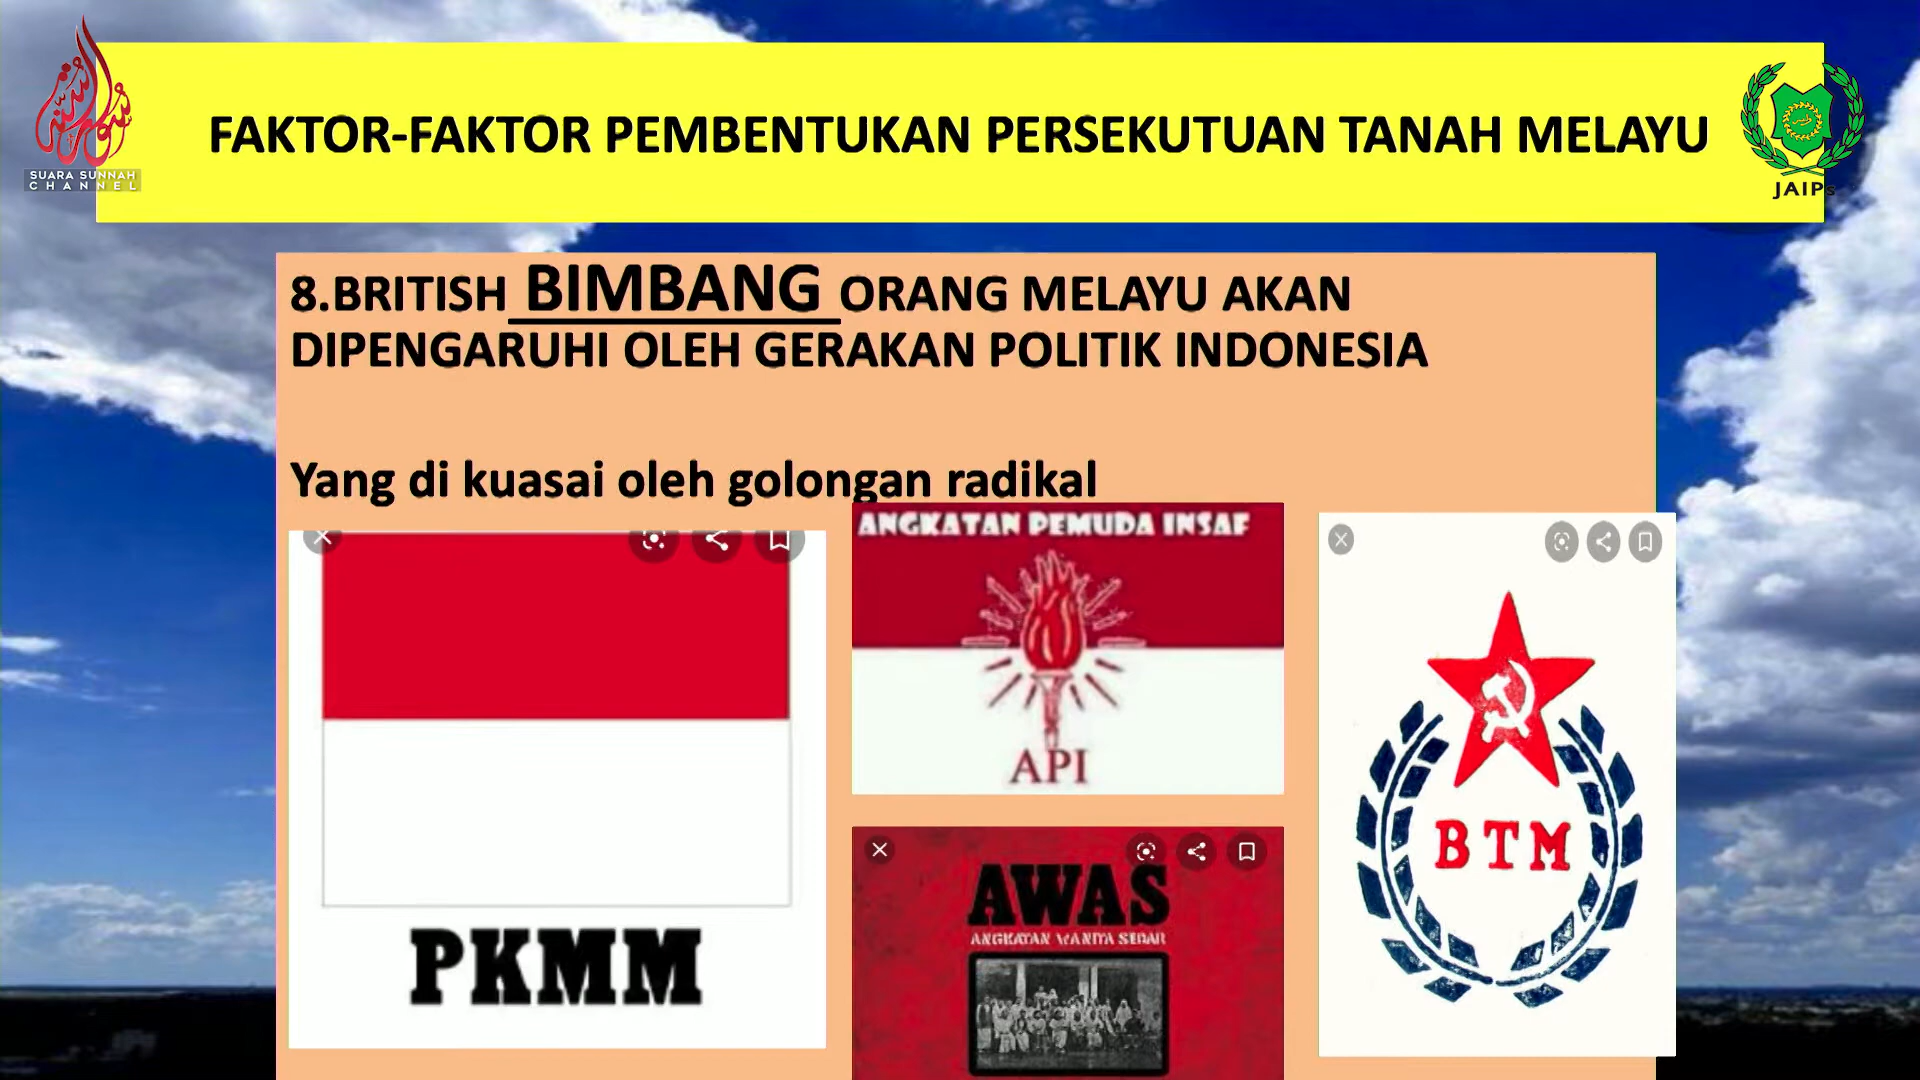 SUARA SUNNAH
CHANNEL
FAKTOR-FAKTOR PEMBENTUKAN PERSEKUTUAN TANAH MELAYU
JAIPs
8.BRITISH BIMBANG ORANG MELAYU AKAN
DIPENGARUHI OLEH GERAKAN POLITIK INDONESIA
Yang di kuasai oleh golongan radikal
PKMM
ANGKATAN PEMUDA INSAF
API
AWAS
ANGKATAN WANITA SEDAR
BTM